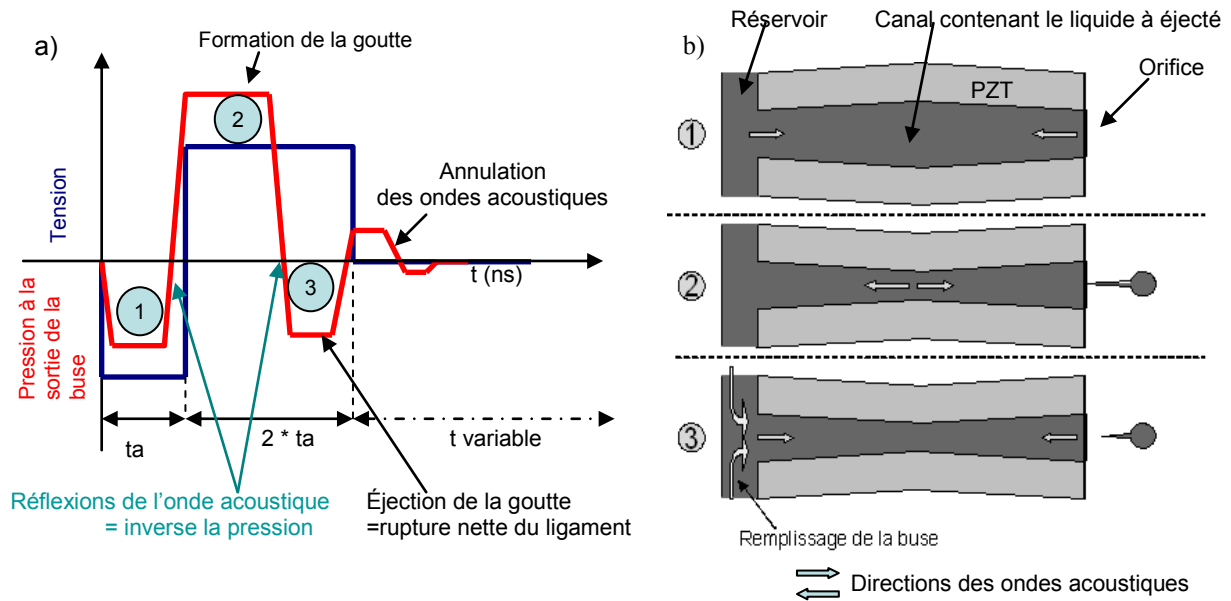 a)
Formation de la goutte
2
1
3
Annulation
des ondes acoustiques
Tension
Pression à la
sortie de la
buse
t (ns)
ta
2 * ta
t variable
Réflexions de l'onde acoustique
= inverse la pression
Éjection de la goutte
=rupture nette du ligament
b)
Réservoir
Canal contenant le liquide à éjecté
Orifice
PZT
1
2
3
Remplissage de la buse
Directions des ondes acoustiques